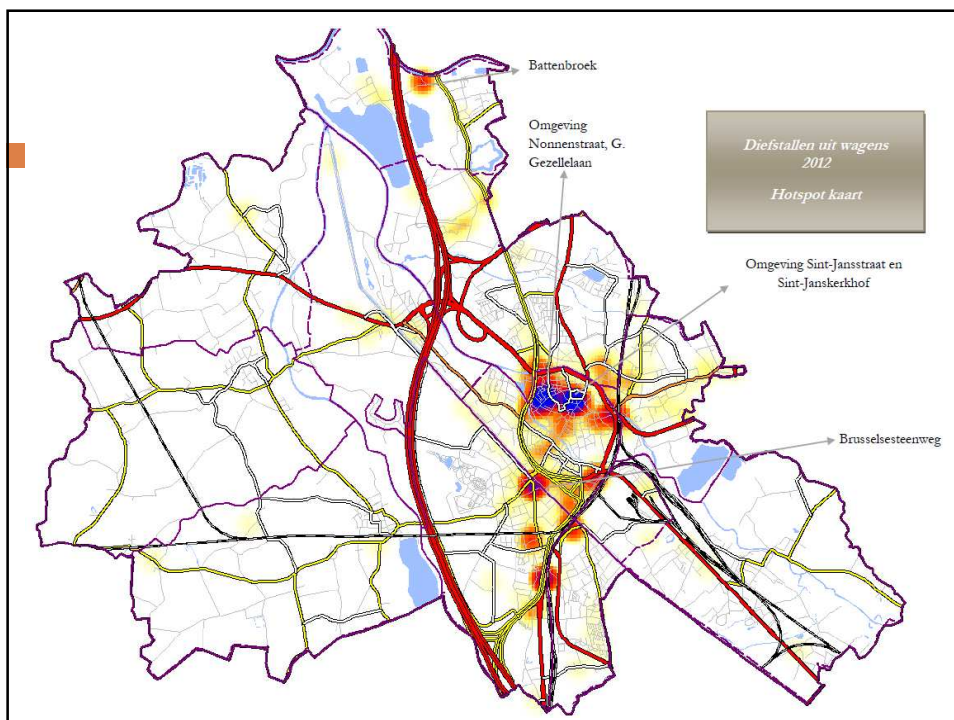 Battenbroek
Omgeving
Nonnenstraat, G.
Gezellelaan
Diefstallen uit wagens
2012
Hotspot kaart
Omgeving Sint-Jansstraat en
Sint-Janskerkhof
Brusselsesteenweg